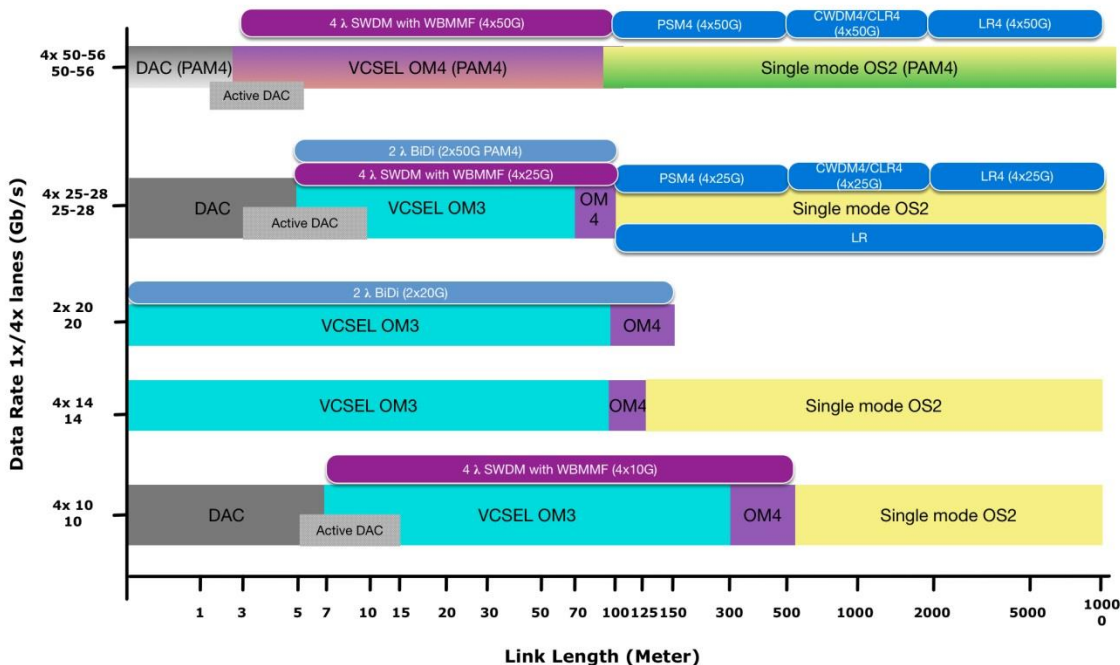 4 λ SWDM with WBMMF (4x50G)
PSM4 (4x50G)
CWDM4/CLR4
(4x50G)
LR4 (4x50G)
4x 50-56
50-56
DAC (PAM4)
VCSEL OM4 (PAM4)
Single mode OS2 (PAM4)
Active DAC
2 λ BiDi (2x50G PAM4)
4 λ SWDM with WBMMF (4x25G)
PSM4 (4x25G)
CWDM4/CLR4
(4x25G)
LR4 (4x25G)
4x 25-28
25-28
DAC
VCSEL OM3
OM
4
Single mode OS2
Active DAC
LR
2 λ BiDi (2x20G)
2x 20
20
VCSEL OM3
OM4
4x 14
14
VCSEL OM3
OM4
Single mode OS2
4 λ SWDM with WBMMF (4x10G)
4x 10
10
DAC
VCSEL OM3
OM4
Single mode OS2
Active DAC
Data Rate 1x/4x lanes (Gb/s)
1 3 5 7 10 15 20 30 50 70 100 125 150 300 500 1000 2000 5000 1000
0
Link Length (Meter)